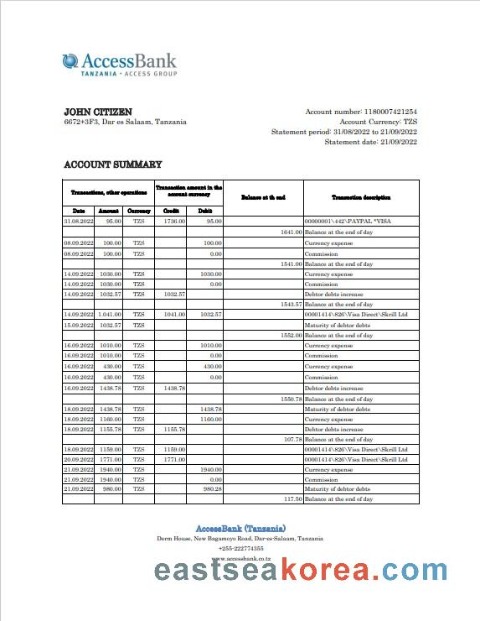 AccessBank
TANZANIA • ACCESS GROUP
JOHN CITIZEN
6672+3F3, Dar es Salaam, Tanzania
Account number: 1180007421254
Account Currency: TZS
Statement period: 31/08/2022 to 21/09/2022
Statement date: 21/09/2022
ACCOUNT SUMMARY
Transactions, other operations Transaction amount in the account currency Balance at th end Transaction description
Date Amount Currency Credit Debit
31.08.2022 95.00 TZS 1736.00 95.00 00000001\442\PAYPAL *VISA
1641.00 Balance at the end of day
08.09.2022 100.00 TZS 100.00 Currency expense
08.09.2022 100.00 TZS 0.00 Commission
1541.00 Balance at the end of day
14.09.2022 1030.00 TZS 1030.00 Currency expense
14.09.2022 1030.00 TZS 0.00 Commission
14.09.2022 1032.57 TZS 1032.57 Debtor debts increase
1543.57 Balance at the end of day
14.09.2022 1 041.00 TZS 1041.00 1032.57 00001414\826\Visa Direct\Skrill Ltd
15.09.2022 1032.57 TZS Maturity of debtor debts
1552.00 Balance at the end of day
16.09.2022 1010.00 TZS 1010.00 Currency expense
16.09.2022 1010.00 TZS 0.00 Commission
16.09.2022 430.00 TZS 430.00 Currency expense
16.09.2022 430.00 TZS 0.00 Commission
16.09.2022 1438.78 TZS 1438.78 Debtor debts increase
1550.78 Balance at the end of day
18.09.2022 1438.78 TZS 1438.78 Maturity of debtor debts
18.09.2022 1160.00 TZS 1160.00 Currency expense
18.09.2022 1155.78 TZS 1155.78 Debtor debts increase
107.78 Balance at the end of day
18.09.2022 1159.00 TZS 1159.00 00001414\826\Visa Direct\Skrill Ltd
20.09.2022 1771.00 TZS 1771.00 00001414\826\Visa Direct\Skrill Ltd
21.09.2022 1940.00 TZS 1940.00 Currency expense
21.09.2022 1940.00 TZS 0.00 Commission
21.09.2022 980.00 TZS 980.28 Maturity of debtor debts
117.50 Balance at the end of day
AccessBank (Tanzania)
Derm House, New Bagamoyo Road, Dar-es-Salaam, Tanzania
+255-222774355
www.accessbank.co.tz
eastseakorea.com